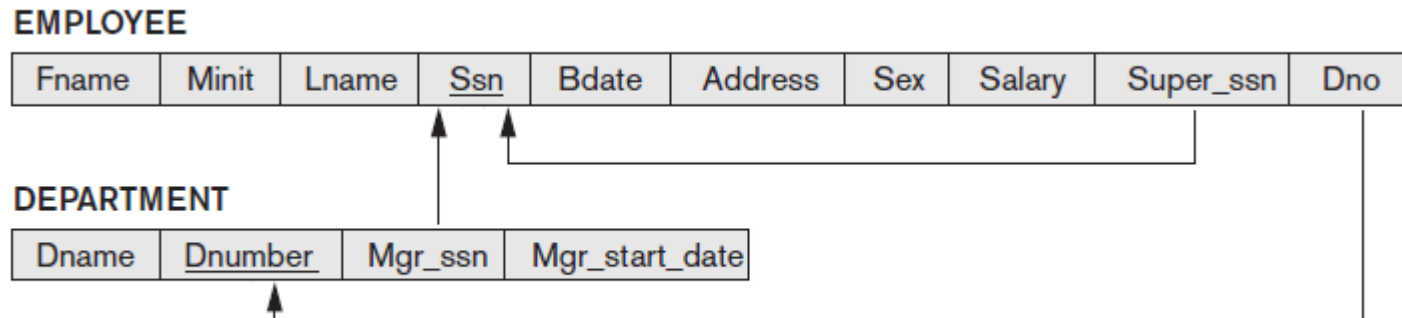 EMPLOYEE
Fname Minit Lname Ssn Bdate Address Sex Salary Super_ssn Dno
DEPARTMENT
Dname Dnumber Mgr_ssn Mgr_start_date